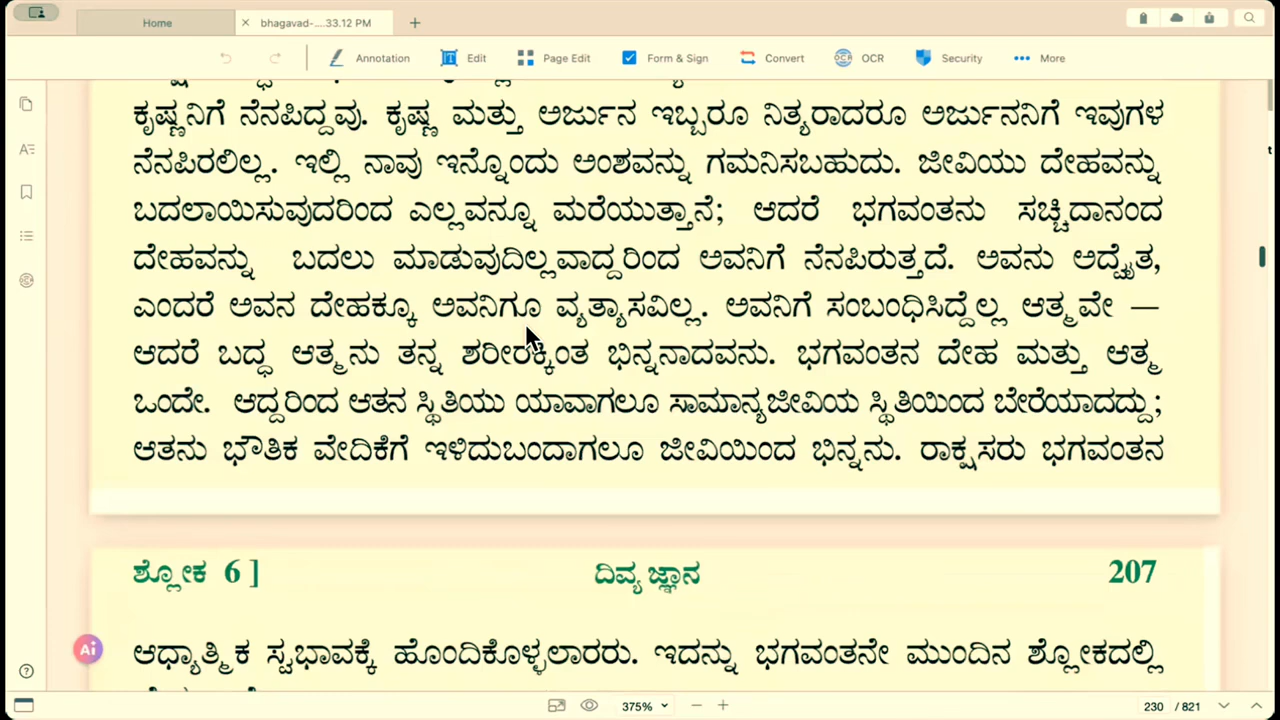 Home
bhagavad-....33.12 PM
Annotation
Edit
Page Edit
Form & Sign
Convert
OCR
Security
More
ಕೃಷ್ಣನಿಗೆ ನೆನಪಿದ್ದವು. ಕೃಷ್ಣ ಮತ್ತು ಅರ್ಜುನ ಇಬ್ಬರೂ ನಿತ್ಯರಾದರೂ ಅರ್ಜುನನಿಗೆ ಇವುಗಳ
ನೆನಪಿರಲಿಲ್ಲ. ಇಲ್ಲಿ ನಾವು ಇನ್ನೊಂದು ಅಂಶವನ್ನು ಗಮನಿಸಬಹುದು. ಜೀವಿಯು ದೇಹವನ್ನು
ಬದಲಾಯಿಸುವುದರಿಂದ ಎಲ್ಲವನ್ನೂ ಮರೆಯುತ್ತಾನೆ; ಆದರೆ ಭಗವಂತನು ಸಚ್ಚಿದಾನಂದ
ದೇಹವನ್ನು ಬದಲು ಮಾಡುವುದಿಲ್ಲವಾದ್ದರಿಂದ ಅವನಿಗೆ ನೆನಪಿರುತ್ತದೆ. ಅವನು ಅದ್ವೈತ,
ಎಂದರೆ ಅವನ ದೇಹಕ್ಕೂ ಅವನಿಗೂ ವ್ಯತ್ಯಾಸವಿಲ್ಲ. ಅವನಿಗೆ ಸಂಬಂಧಿಸಿದ್ದೆಲ್ಲ ಆತ್ಮವೇ —
ಆದರೆ ಬದ್ಧ ಆತ್ಮನು ತನ್ನ ಶರೀರಕ್ಕಿಂತ ಭಿನ್ನನಾದವನು. ಭಗವಂತನ ದೇಹ ಮತ್ತು ಆತ್ಮ
ಒಂದೇ. ಆದ್ದರಿಂದ ಆತನ ಸ್ಥಿತಿಯು ಯಾವಾಗಲೂ ಸಾಮಾನ್ಯಜೀವಿಯ ಸ್ಥಿತಿಯಿಂದ ಬೇರೆಯಾದದ್ದು;
ಆತನು ಭೌತಿಕ ವೇದಿಕೆಗೆ ಇಳಿದುಬಂದಾಗಲೂ ಜೀವಿಯಿಂದ ಭಿನ್ನನು. ರಾಕ್ಷಸರು ಭಗವಂತನ
ಶ್ಲೋಕ 6 ] ದಿವ್ಯ ಜ್ಞಾನ 207
Ai
ಆಧ್ಯಾತ್ಮಿಕ ಸ್ವಭಾವಕ್ಕೆ ಹೊಂದಿಕೊಳ್ಳಲಾರರು. ಇದನ್ನು ಭಗವಂತನೇ ಮುಂದಿನ ಶ್ಲೋಕದಲ್ಲಿ
375%
230 / 821